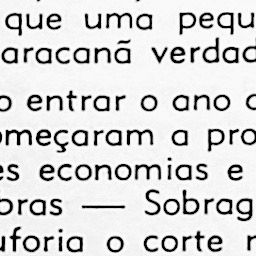 que uma pequ
aracanã verdad
o entrar o ano
omeçaram a pro
es economias e
bras — Sobrag
uforia o corte